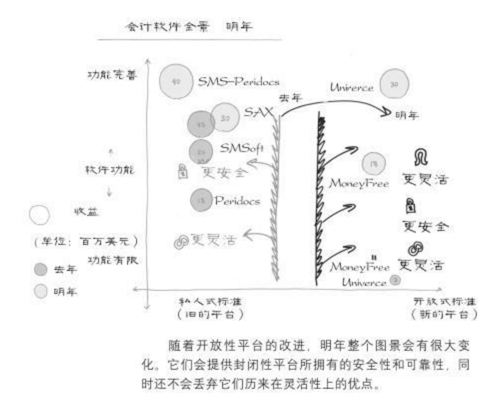 会计软件全景 明年
功能完善
40
SMS-Peridocs
Unirerce
30
去年
SAX
20
明年
SMSoft
软件功能
更安全
MoneyFree
更灵活
收益
Peridocs
更安全
(单位：百万美元)
更灵活
去年
功能有限
MoneyFree
更灵活
明年
Univerce
私人式标准
(旧的平台)
开放式标准
(新的平台)
随着开放性平台的改进，明年整个图景会有很大变
化。它们会提供封闭性平台所拥有的安全性和可靠性，同
时还不会丢弃它们历来在灵活性上的优点。